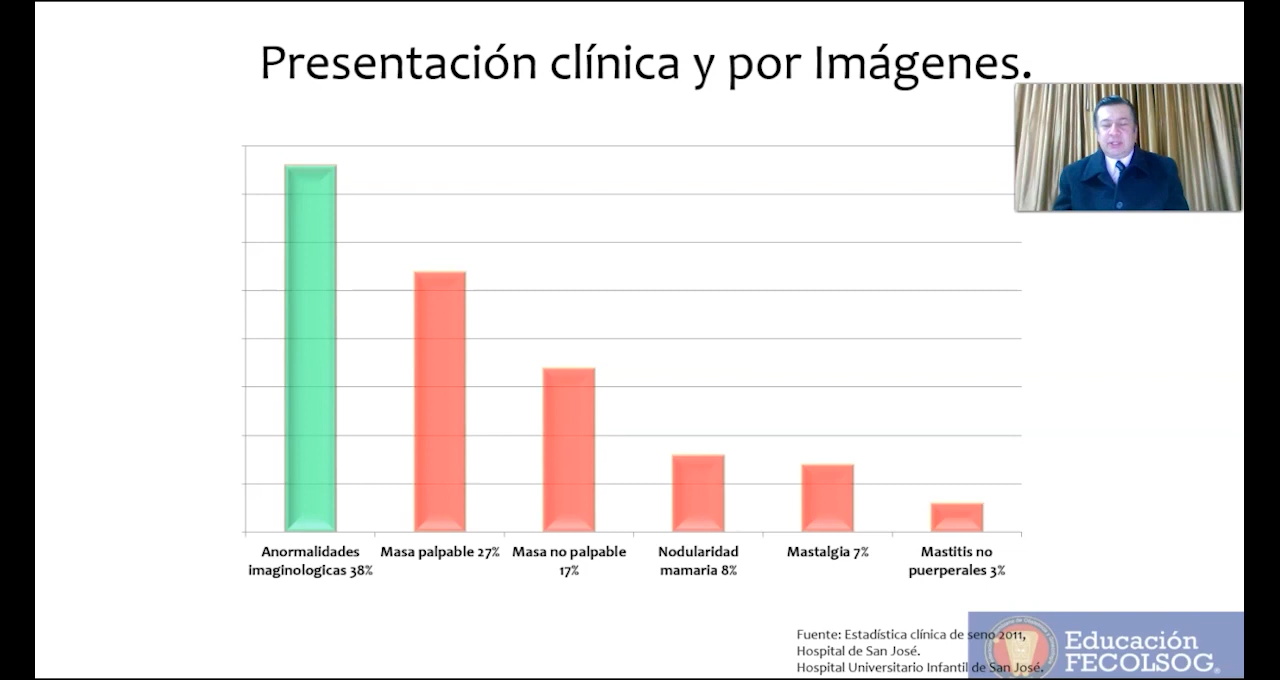 Presentación clínica y por Imágenes.
Anormalidades
imaginologicas 38%
Masa palpable 27%
Masa no palpable
17%
Nodularidad
mamaria 8%
Mastalgia 7%
Mastitis no
puerperales 3%
Fuente: Estadística clínica de seno 2011,
Hospital de San José.
Hospital Universitario Infantil de San José.
Educación
FECOLSOG®